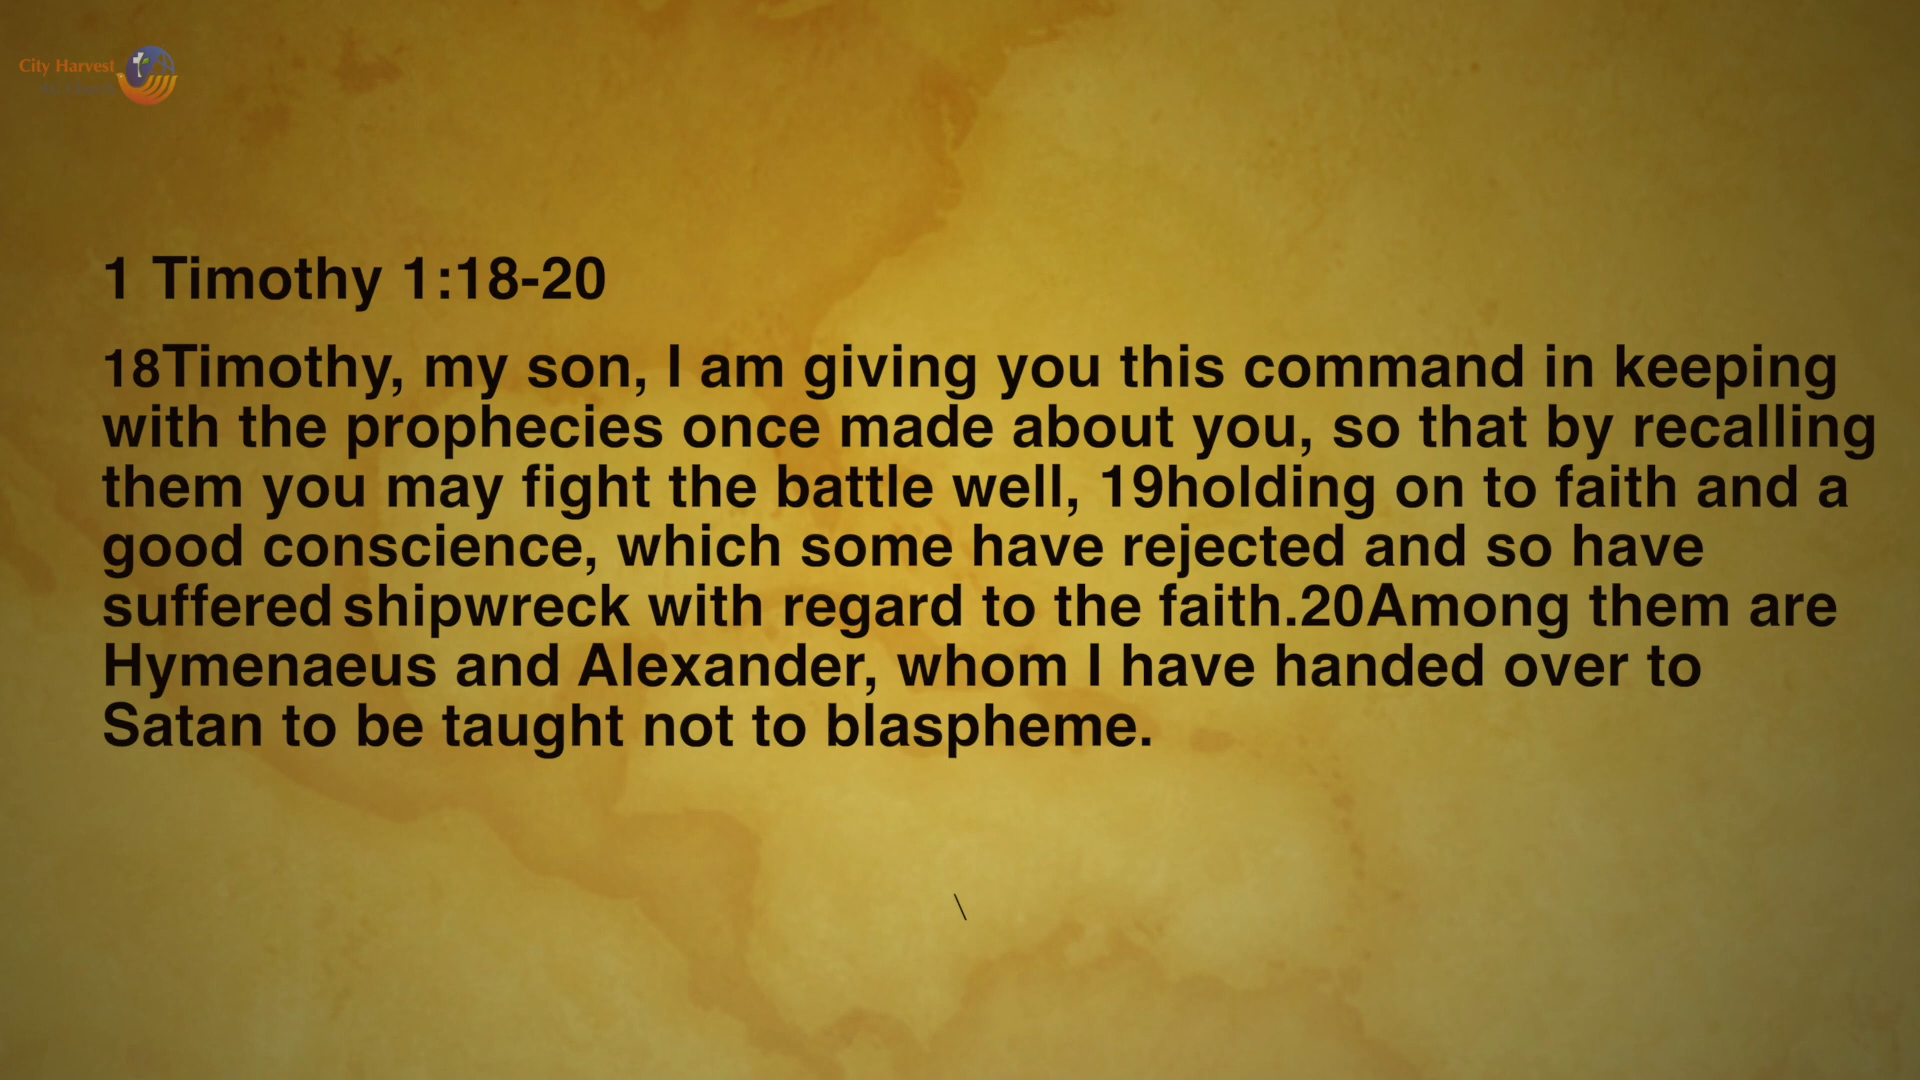 City Harvest
1 Timothy 1:18-20
18Timothy, my son, I am giving you this command in keeping
with the prophecies once made about you, so that by recalling
them you may fight the battle well, 19holding on to faith and a
good conscience, which some have rejected and so have
suffered shipwreck with regard to the faith.20Among them are
Hymenaeus and Alexander, whom I have handed over to
Satan to be taught not to blaspheme.
\